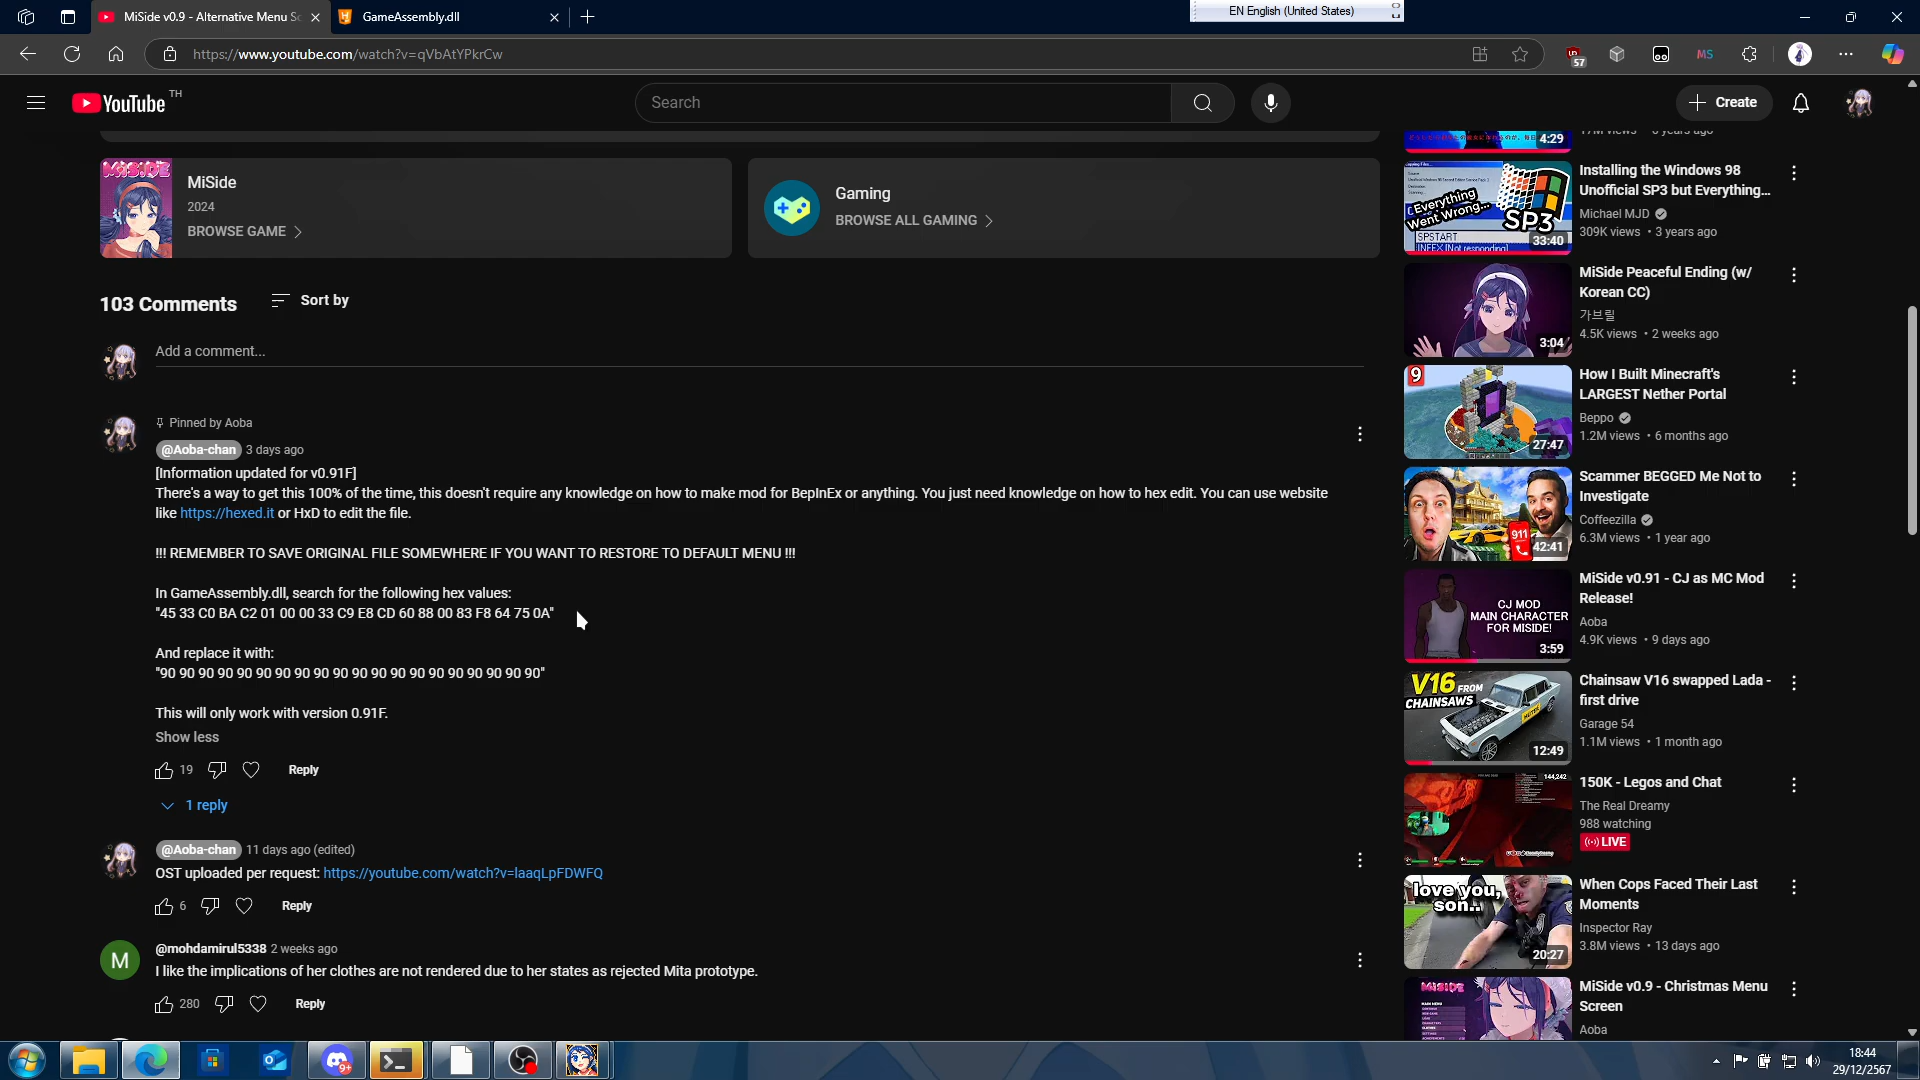 MiSide v0.9 - Alternative Menu Sc
GameAssembly.dll
EN English (United States)
https://www.youtube.com/watch?v=qVbAtYPkrCw
57
MS
YouTube TH
Search
Create
MiSide
MiSide
2024
BROWSE GAME
Gaming
BROWSE ALL GAMING
103 Comments
Sort by
Add a comment...
Pinned by Aoba
@Aoba-chan 3 days ago
[Information updated for v0.91F]
There's a way to get this 100% of the time, this doesn't require any knowledge on how to make mod for BepInEx or anything. You just need knowledge on how to hex edit. You can use website
like https://hexed.it or HxD to edit the file.
!!! REMEMBER TO SAVE ORIGINAL FILE SOMEWHERE IF YOU WANT TO RESTORE TO DEFAULT MENU !!!
In GameAssembly.dll, search for the following hex values:
"45 33 C0 BA C2 01 00 00 33 C9 E8 CD 60 88 00 83 F8 64 75 0A"
And replace it with:
"90 90 90 90 90 90 90 90 90 90 90 90 90 90 90 90 90 90 90 90"
This will only work with version 0.91F.
Show less
19
Reply
1 reply
@Aoba-chan 11 days ago (edited)
OST uploaded per request: https://youtube.com/watch?v=laaqLpFDWFQ
6
Reply
M
@mohdamirul5338 2 weeks ago
I like the implications of her clothes are not rendered due to her states as rejected Mita prototype.
280
Reply
4:29
17M views • 6 years ago
Everything
Went Wrong...
SP3
SPSTART
33:40
Installing the Windows 98
Unofficial SP3 but Everything...
Michael MJD
309K views • 3 years ago
3:04
MiSide Peaceful Ending (w/
Korean CC)
가브릴
4.5K views • 2 weeks ago
9
27:47
How I Built Minecraft's
LARGEST Nether Portal
Beppo
1.2M views • 6 months ago
911
42:41
Scammer BEGGED Me Not to
Investigate
Coffeezilla
6.3M views • 1 year ago
CJ MOD
MAIN CHARACTER
FOR MISIDE!
3:59
MiSide v0.91 - CJ as MC Mod
Release!
Aoba
4.9K views • 9 days ago
V16 FROM
CHAINSAWS
12:49
Chainsaw V16 swapped Lada -
first drive
Garage 54
1.1M views • 1 month ago
144,242
150K - Legos and Chat
The Real Dreamy
988 watching
LIVE
love you,
son..
20:27
When Cops Faced Their Last
Moments
Inspector Ray
3.8M views • 13 days ago
MISIDE
MiSide v0.9 - Christmas Menu
Screen
Aoba
9+
18:44
29/12/2567